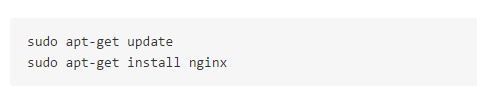 sudo apt-get update
sudo apt-get install nginx